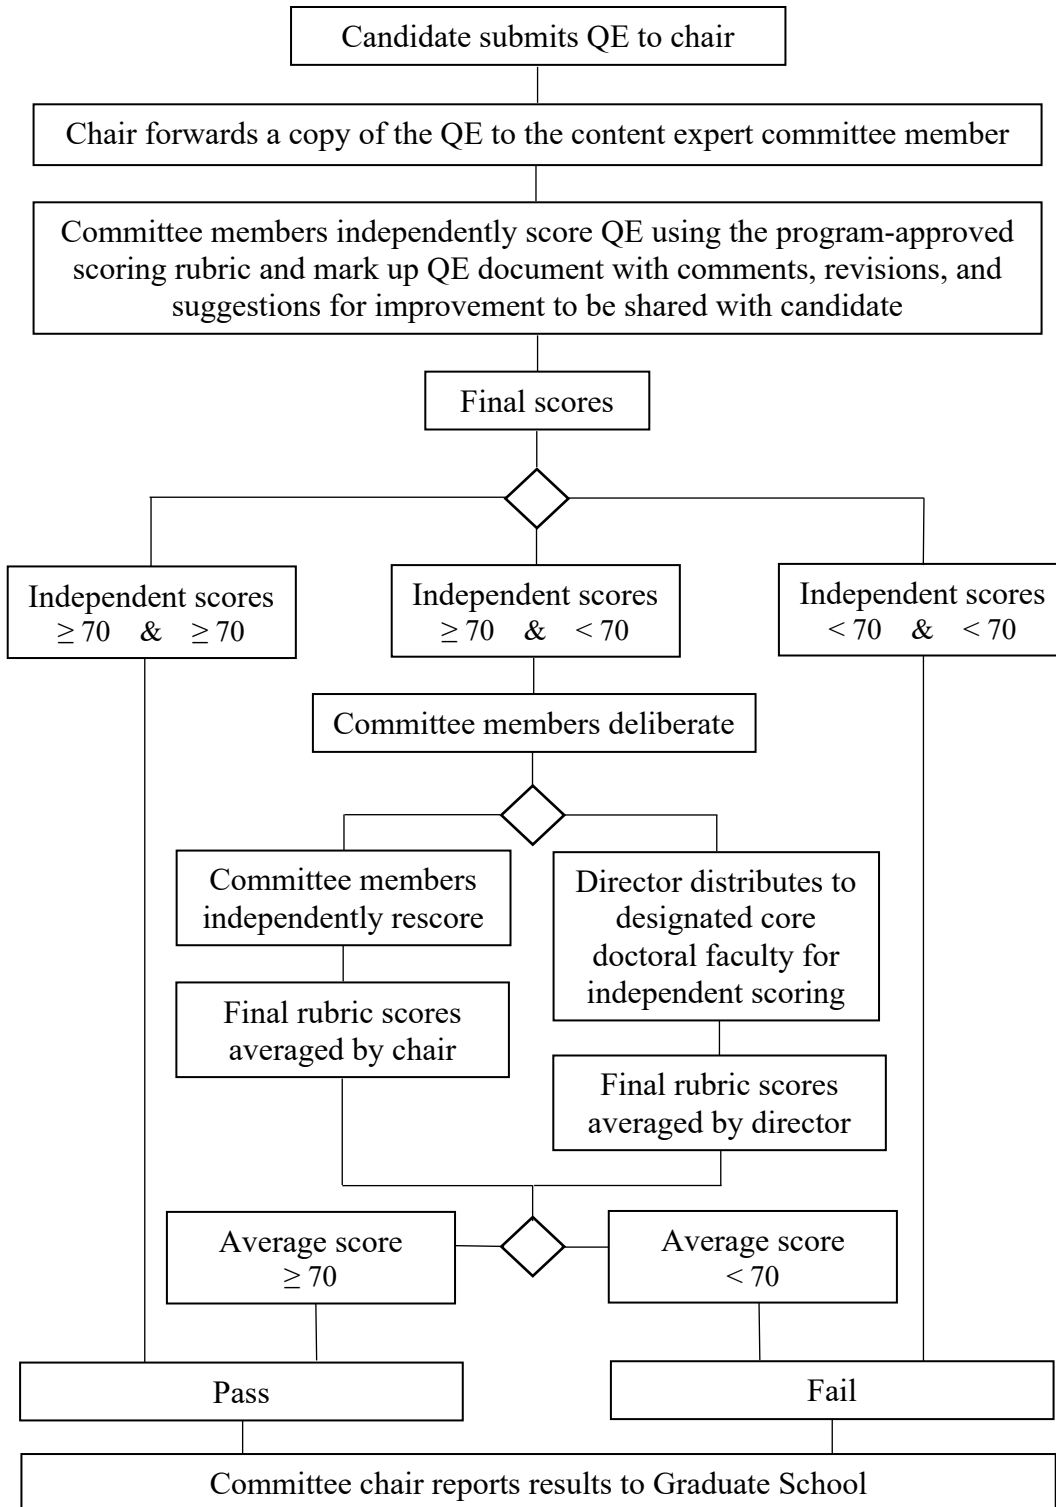 Candidate submits QE to chair
Chair forwards a copy of the QE to the content expert committee member
Committee members independently score QE using the program-approved
scoring rubric and mark up QE document with comments, revisions, and
suggestions for improvement to be shared with candidate
Final scores
Independent scores
≥ 70 & ≥ 70
Independent scores
≥ 70 & < 70
Independent scores
< 70 & < 70
Committee members deliberate
Committee members
independently rescore
Director distributes to
designated core
doctoral faculty for
independent scoring
Final rubric scores
averaged by chair
Final rubric scores
averaged by director
Average score
≥ 70
Average score
< 70
Pass
Fail
Committee chair reports results to Graduate School